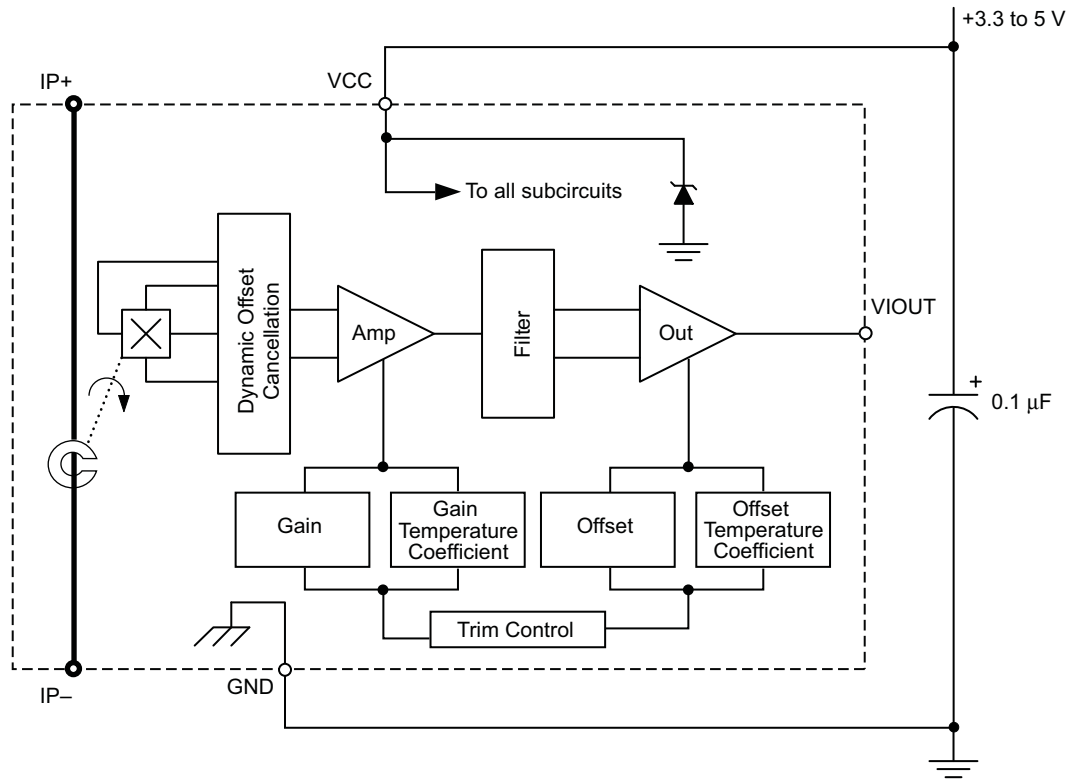 +3.3 to 5 V
IP+
VCC
To all subcircuits
Dynamic Offset
Cancellation
Amp
Filter
Out
VIOUT
+
0.1 µF
Gain
Gain
Temperature
Coefficient
Offset
Offset
Temperature
Coefficient
Trim Control
GND
IP–